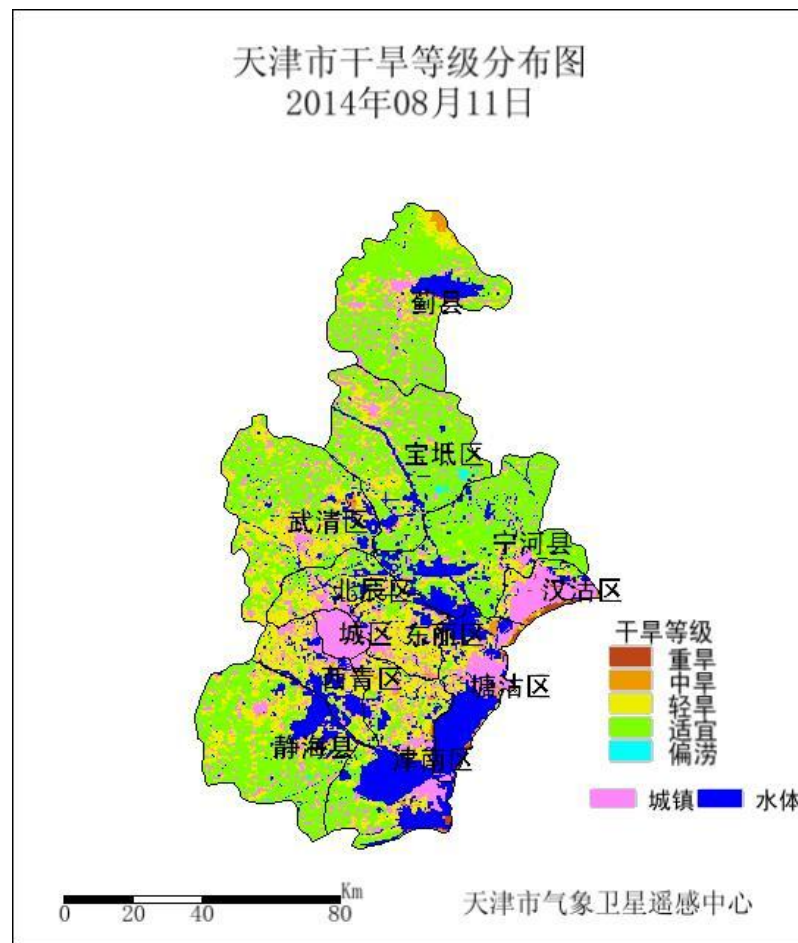 天津市干旱等级分布图
2014年08月11日
蓟县
宝坻区
武清区
宁河县
北辰区
汉沽区
城区
东丽区
西青区
塘沽区
静海县
津南区
干旱等级
重旱
中旱
轻旱
适宜
偏涝
城镇
水体
Km
0 20 40 80
天津市气象卫星遥感中心